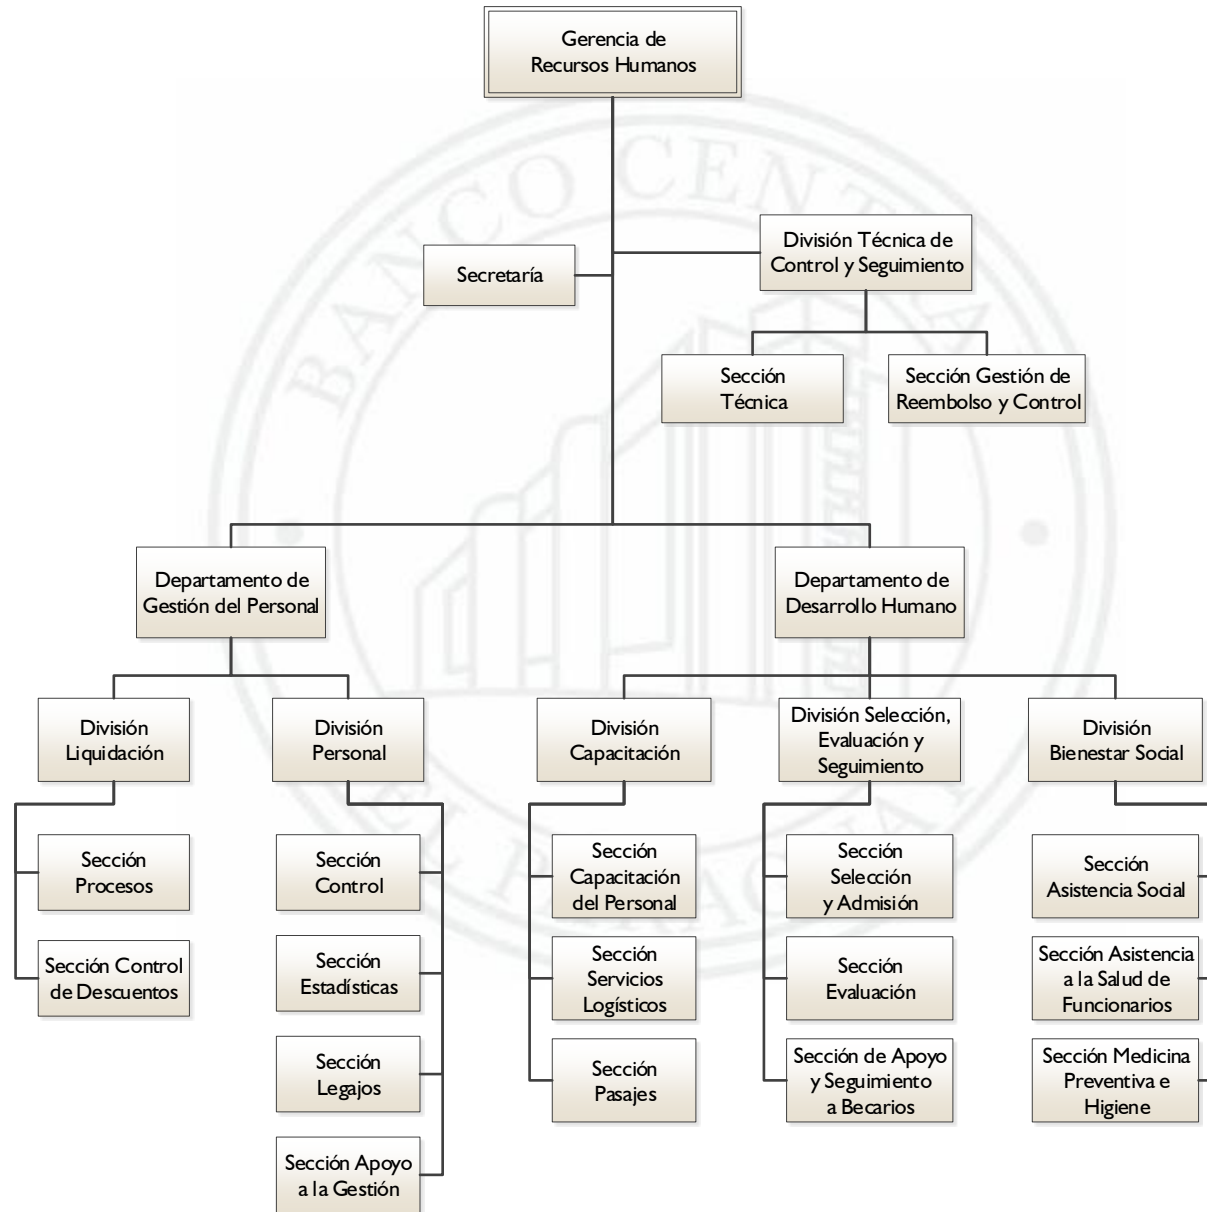 Gerencia de
Recursos Humanos
BANCO CENTRAL
del PARAGUAY
División Técnica de
Control y Seguimiento
Secretaría
Sección
Técnica
Sección Gestión de
Reembolso y Control
Departamento de
Gestión del Personal
Departamento de
Desarrollo Humano
División
Liquidación
División
Personal
División
Capacitación
División Selección,
Evaluación y
Seguimiento
División
Bienestar Social
Sección
Procesos
Sección Control
de Descuentos
Sección
Control
Sección
Estadísticas
Sección
Legajos
Sección Apoyo
a la Gestión
Sección
Capacitación
del Personal
Sección
Servicios
Logísticos
Sección
Pasajes
Sección
Selección
y Admisión
Sección
Evaluación
Sección de Apoyo
y Seguimiento
a Becarios
Sección
Asistencia Social
Sección Asistencia
a la Salud de
Funcionarios
Sección Medicina
Preventiva e
Higiene